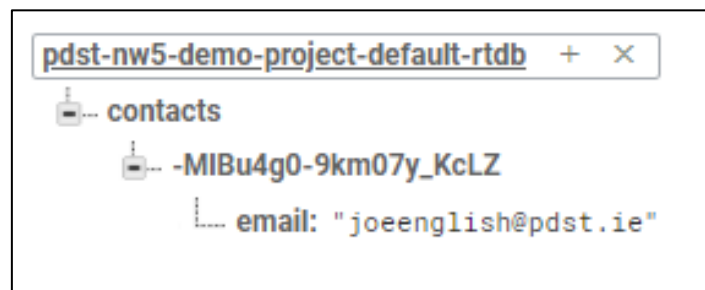 pdst-nw5-demo-project-default-rtdb + ×
contacts
-MIBu4g0-9km07y_KcLZ
email: "joeenglish@pdst.ie"